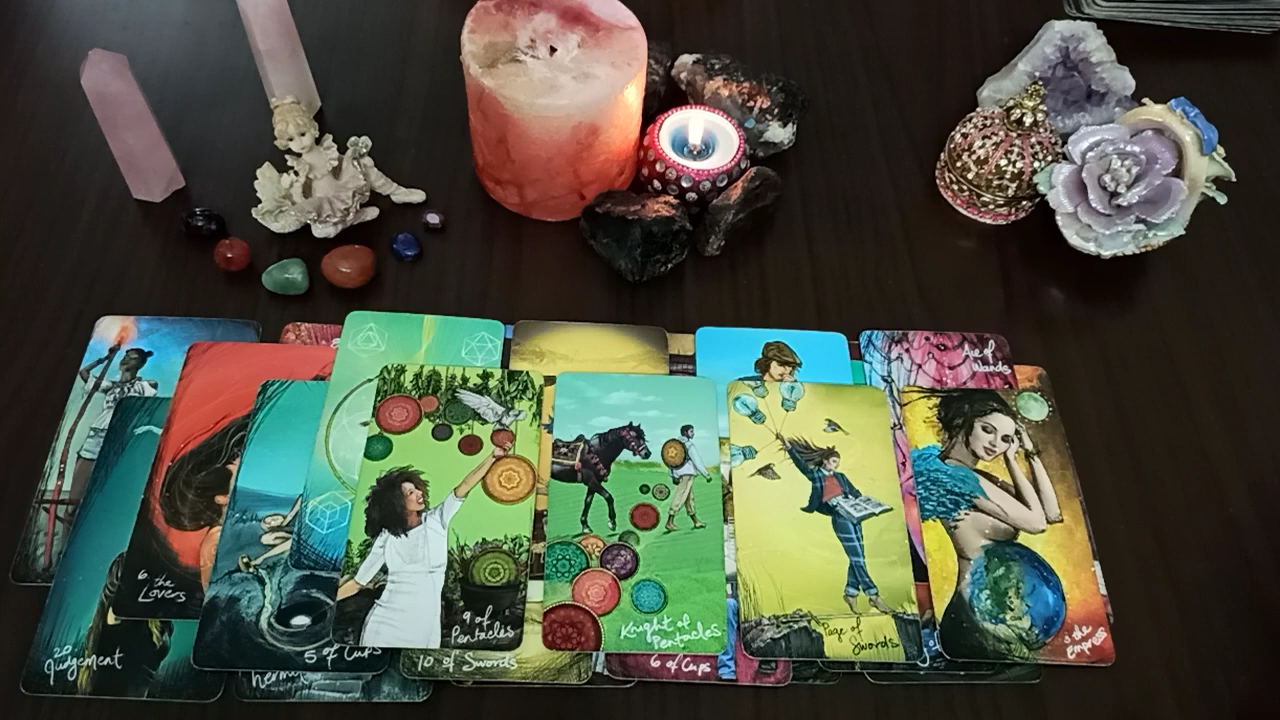 Ace of
Wands
6. the
Lovers
9 of
Pentacles
Knight of
Pentacles
Page of
Swords
3 the
Empress
20
Judgement
5 of Cups
10 of Swords
6 of Cups
hermit